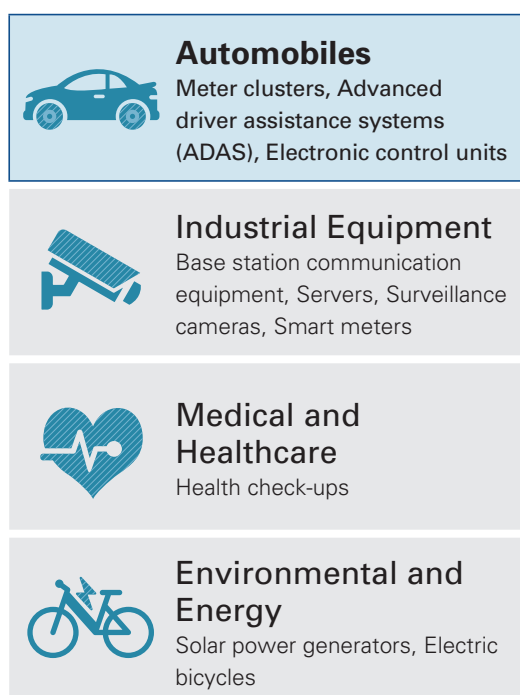 Automobiles
Meter clusters, Advanced
driver assistance systems
(ADAS), Electronic control units
Industrial Equipment
Base station communication
equipment, Servers, Surveillance
cameras, Smart meters
Medical and
Healthcare
Health check-ups
Environmental and
Energy
Solar power generators, Electric
bicycles